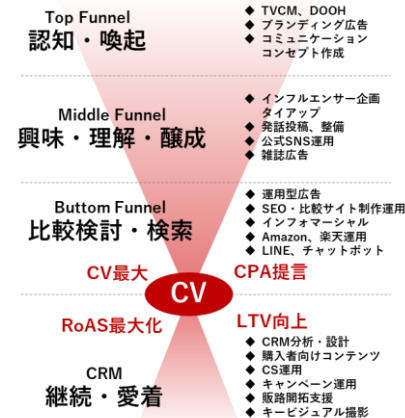 Top Funnel
認知・喚起
◆ TVCM、DOOH
◆ ブランディング広告
◆ コミュニケーション
コンセプト作成
Middle Funnel
興味・理解・醸成
◆ インフルエンサー企画
タイアップ
◆ 発話投稿、整備
◆ 公式SNS運用
◆ 雑誌広告
Buttom Funnel
比較検討・検索
◆ 運用型広告
◆ SEO・比較サイト制作運用
◆ インフォマーシャル
◆ Amazon、楽天運用
◆ LINE、チャットボット
CV最大
CPA提言
CV
RoAS最大化
LTV向上
CRM
継続・愛着
◆ CRM分析・設計
◆ 購入者向けコンテンツ
◆ CS運用
◆ キャンペーン運用
◆ 販路開拓支援
◆ キービジュアル撮影